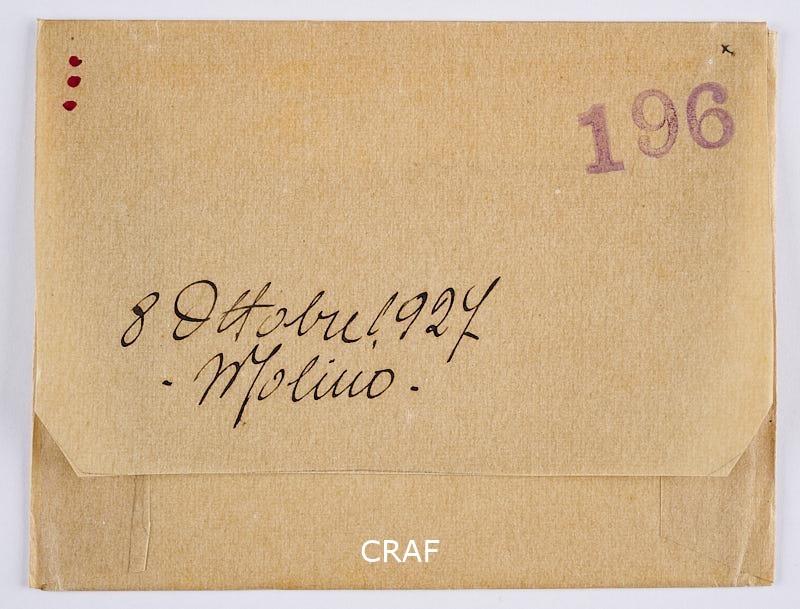 196
8 Ottobre 1927
- Molino -
CRAF